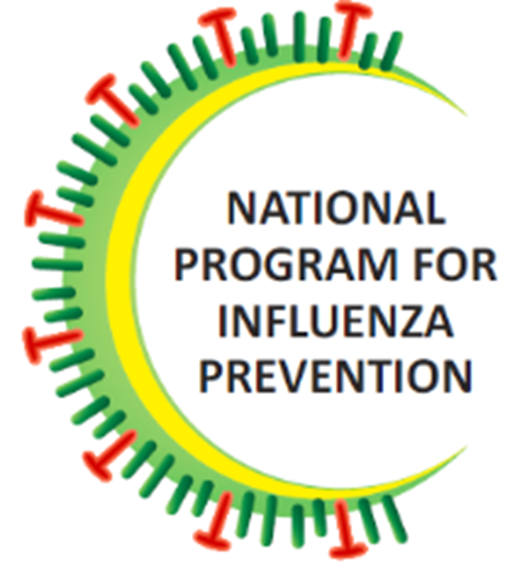 NATIONAL
PROGRAM FOR
INFLUENZA
PREVENTION